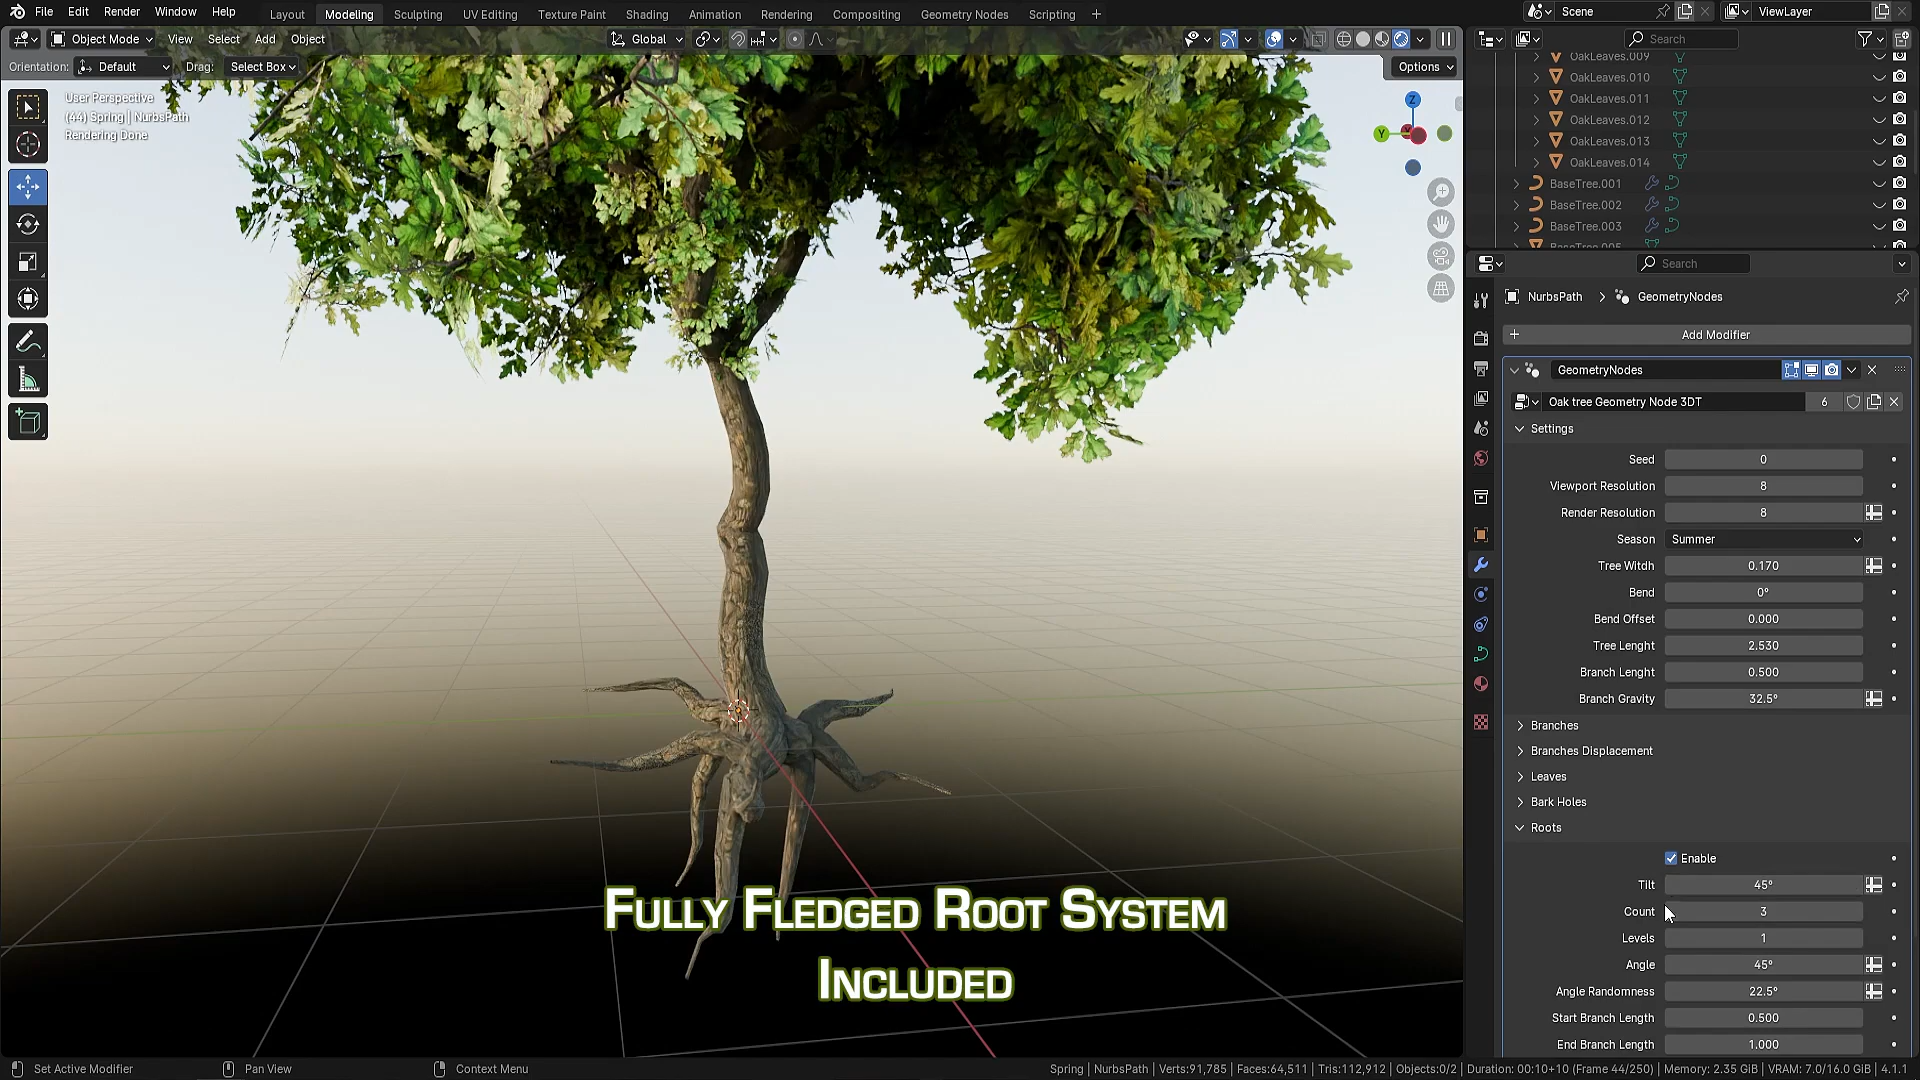 File Edit Render Window Help
Layout Modeling Sculpting UV Editing Texture Paint Shading Animation Rendering Compositing Geometry Nodes Scripting +
Scene
ViewLayer
Object Mode View Select Add Object
Global
Search
Orientation: Default Drag: Select Box
Options
User Perspective
(44) Spring | NurbsPath
Rendering Done
Z
Y
OakLeaves.009
OakLeaves.010
OakLeaves.011
OakLeaves.012
OakLeaves.013
OakLeaves.014
BaseTree.001
BaseTree.002
BaseTree.003
BaseTree.005
Search
NurbsPath > GeometryNodes
+ Add Modifier
GeometryNodes
Oak tree Geometry Node 3DT 6
Settings
Seed 0
Viewport Resolution 8
Render Resolution 8
Season Summer
Tree Witdh 0.170
Bend 0°
Bend Offset 0.000
Tree Lenght 2.530
Branch Lenght 0.500
Branch Gravity 32.5°
Branches
Branches Displacement
Leaves
Bark Holes
Roots
Enable
Tilt 45°
Count 3
Levels 1
Angle 45°
Angle Randomness 22.5°
Start Branch Length 0.500
End Branch Length 1.000
Fully Fledged Root System
Included
Set Active Modifier Pan View Context Menu
Spring | NurbsPath | Verts:91,785 | Faces:64,511 | Tris:112,912 | Objects:0/2 | Duration: 00:10+10 (Frame 44/250) | Memory: 2.35 GiB | VRAM: 7.0/16.0 GiB | 4.1.1